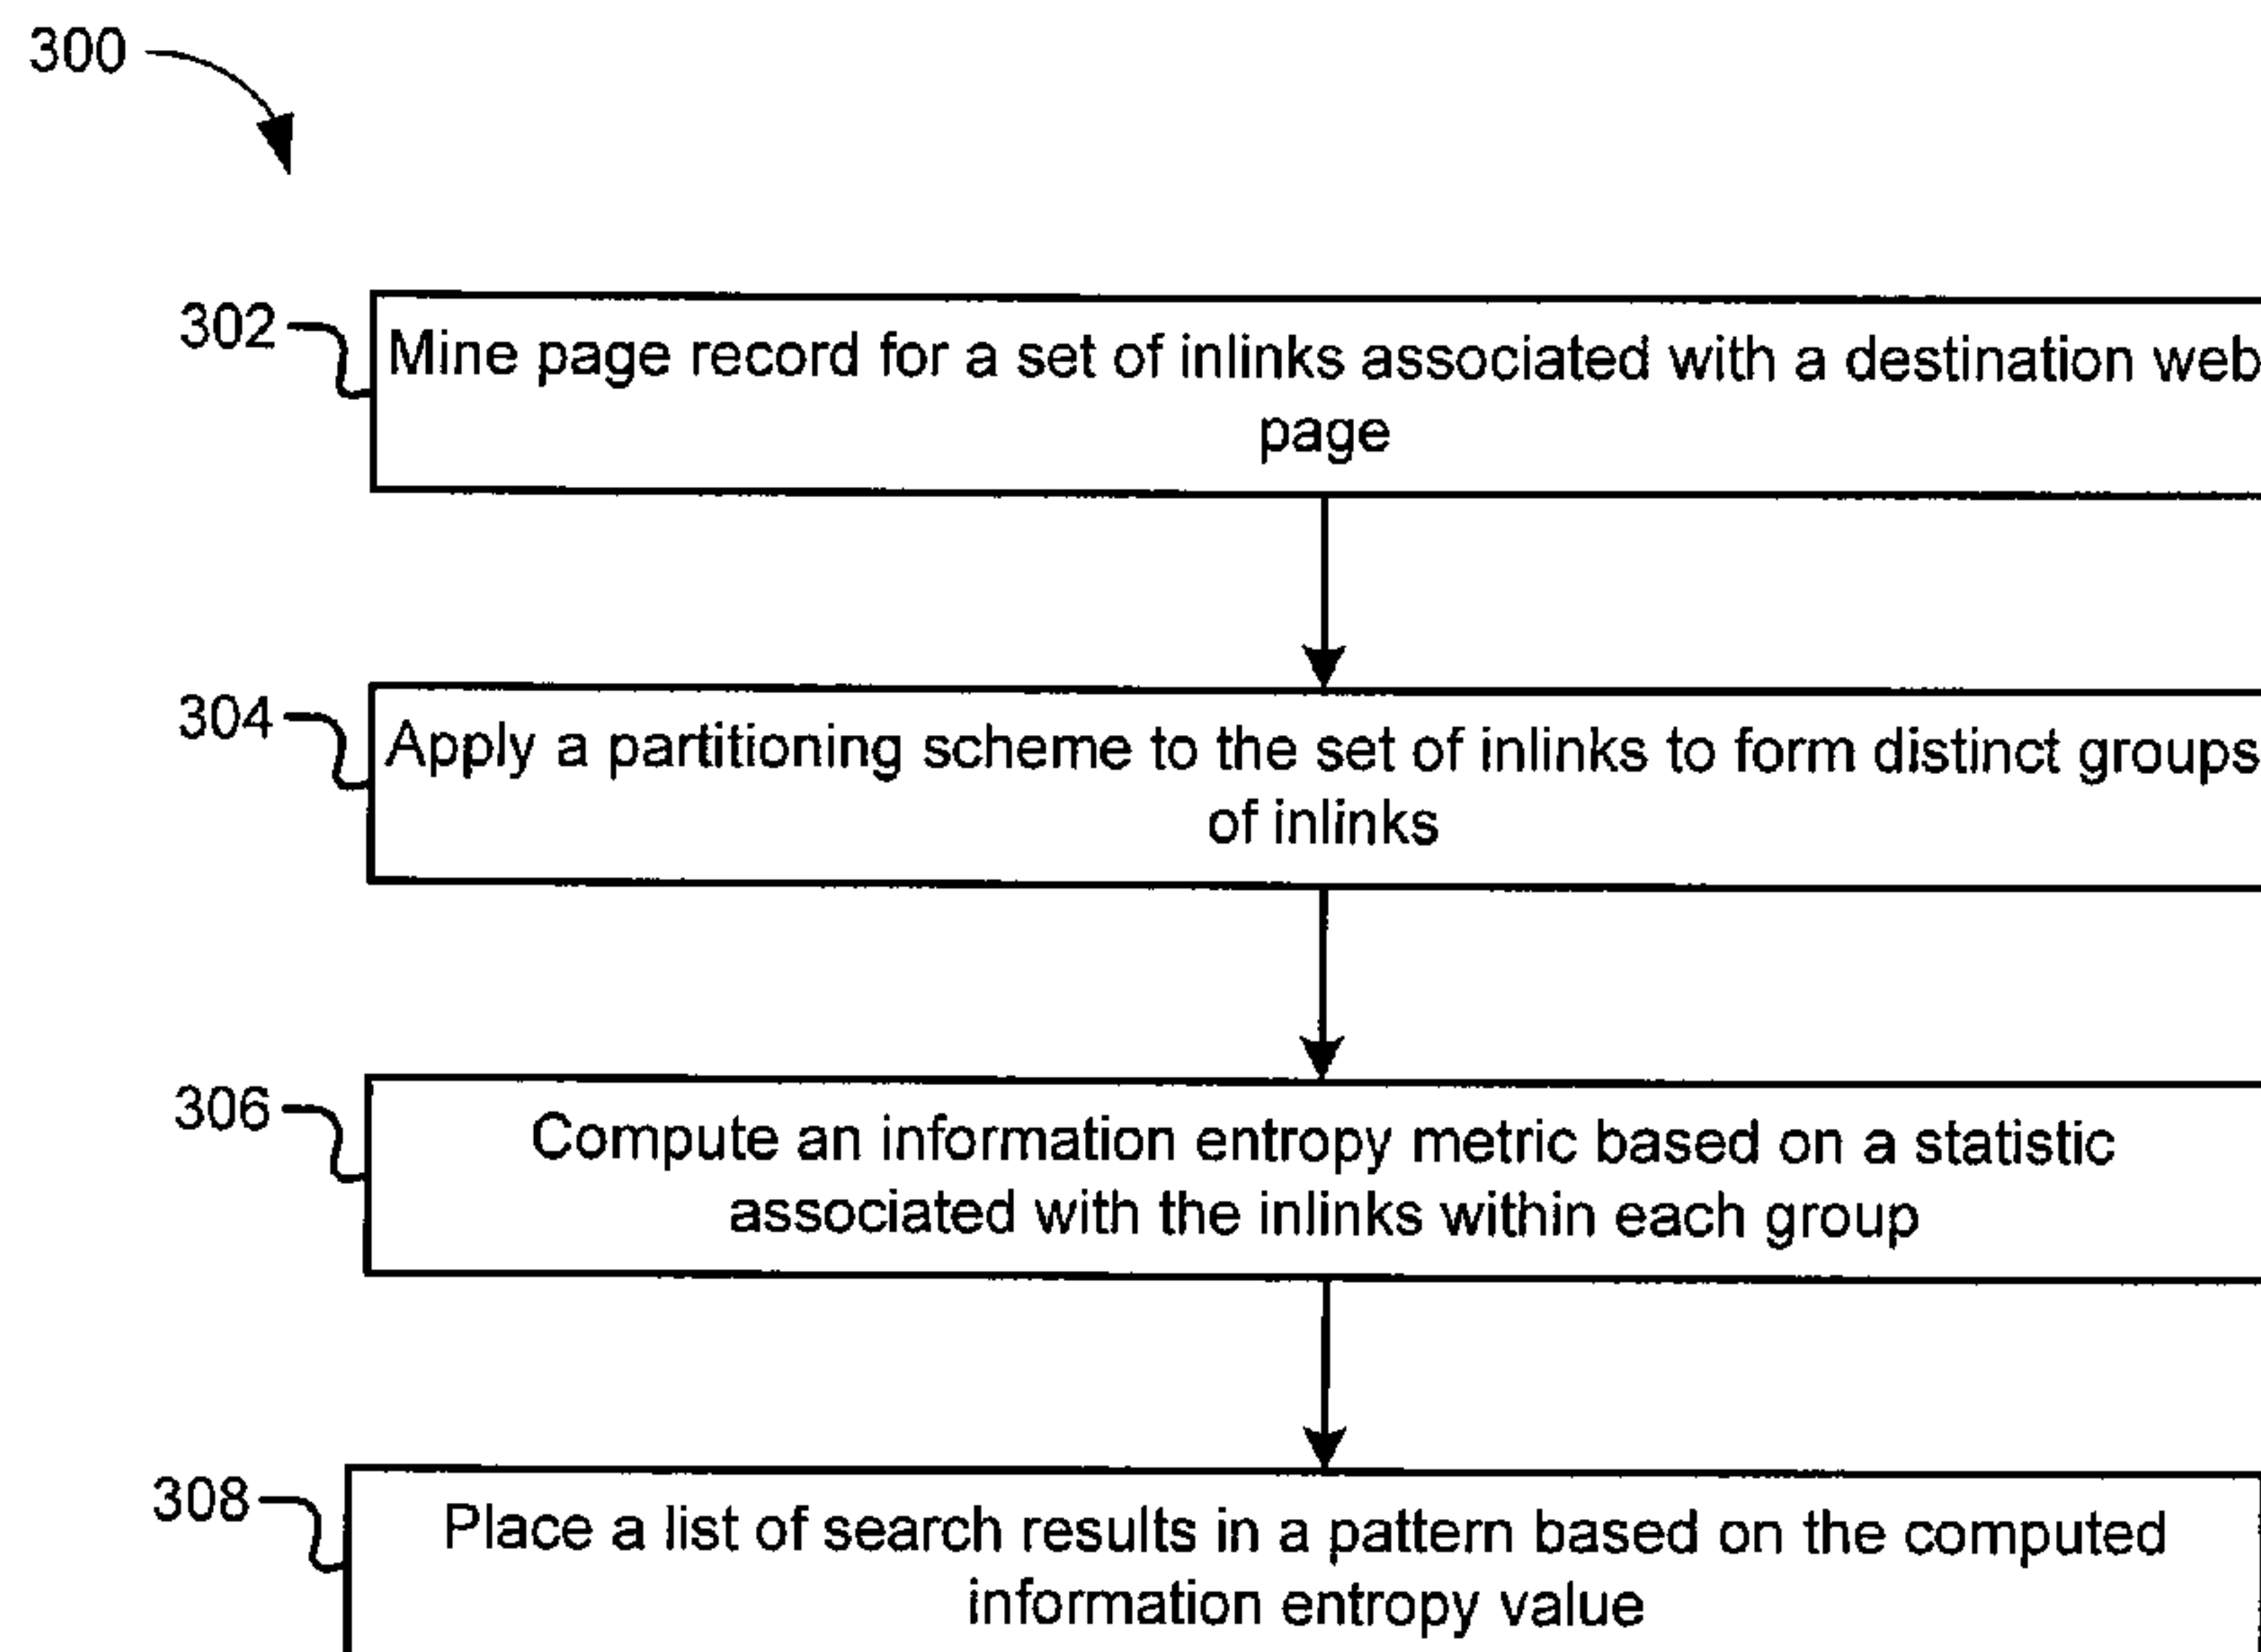 300
302
Mine page record for a set of inlinks associated with a destination web
page
304
Apply a partitioning scheme to the set of inlinks to form distinct groups
of inlinks
306
Compute an information entropy metric based on a statistic
associated with the inlinks within each group
308
Place a list of search results in a pattern based on the computed
information entropy value